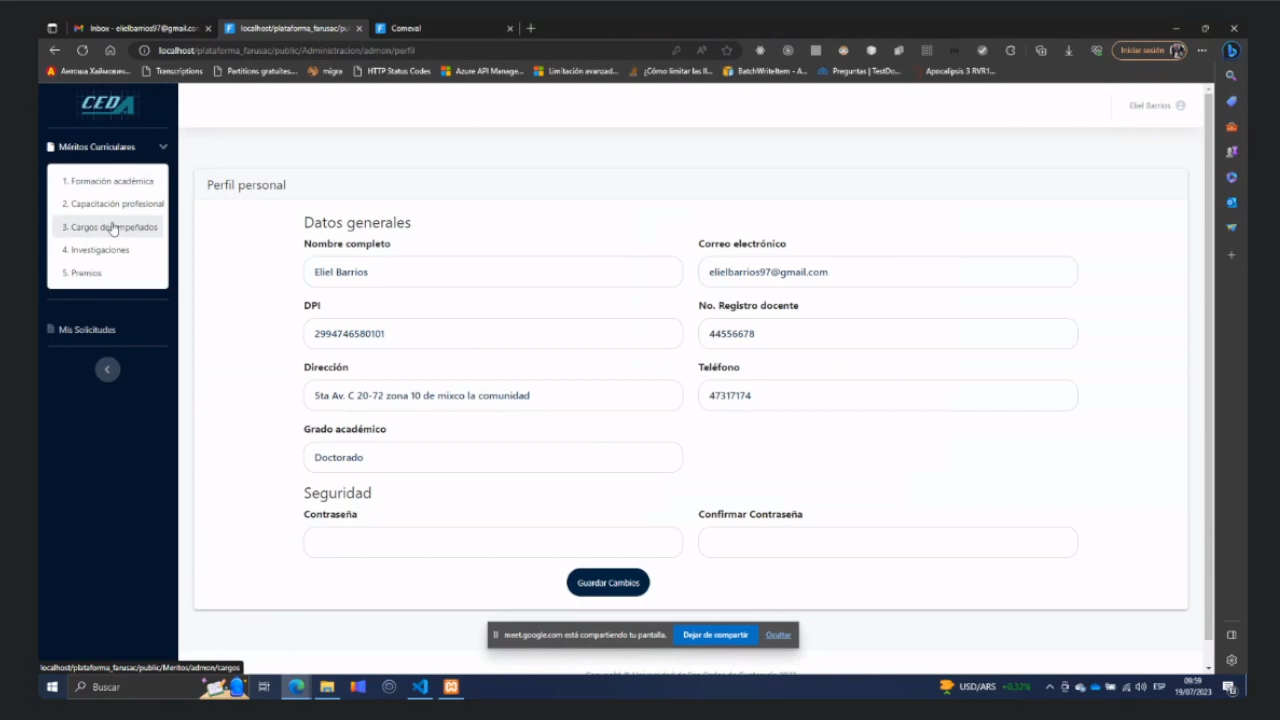 Inbox - elielbarrios97@gmail.co
localhost/plataforma_farusac/pu
Comeval
localhost/plataforma_farusac/public/Administracion/admon/perfil
Iniciar sesión
Transcriptions
Partitions gratuites...
migra
HTTP Status Codes
Azure API Manage...
Limitación avanzad...
¿Cómo limitar las ll...
BatchWriteItem - A...
Preguntas | TestDo...
Apocalipsis 3 RVR1...
CEDA
Eliel Barrios
Méritos Curriculares
1. Formación académica
2. Capacitación profesional
3. Cargos desempeñados
4. Investigaciones
5. Premios
Mis Solicitudes
Perfil personal
Datos generales
Nombre completo
Correo electrónico
Eliel Barrios
elielbarrios97@gmail.com
DPI
No. Registro docente
2994746580101
44556678
Dirección
Teléfono
5ta Av. C 20-72 zona 10 de mixco la comunidad
47317174
Grado académico
Doctorado
Seguridad
Contraseña
Confirmar Contraseña
Guardar Cambios
meet.google.com está compartiendo tu pantalla.
Dejar de compartir
Ocultar
localhost/plataforma_farusac/public/Meritos/admon/cargos
Buscar
USD/ARS +0,32%
ESP
09:59
19/07/2023